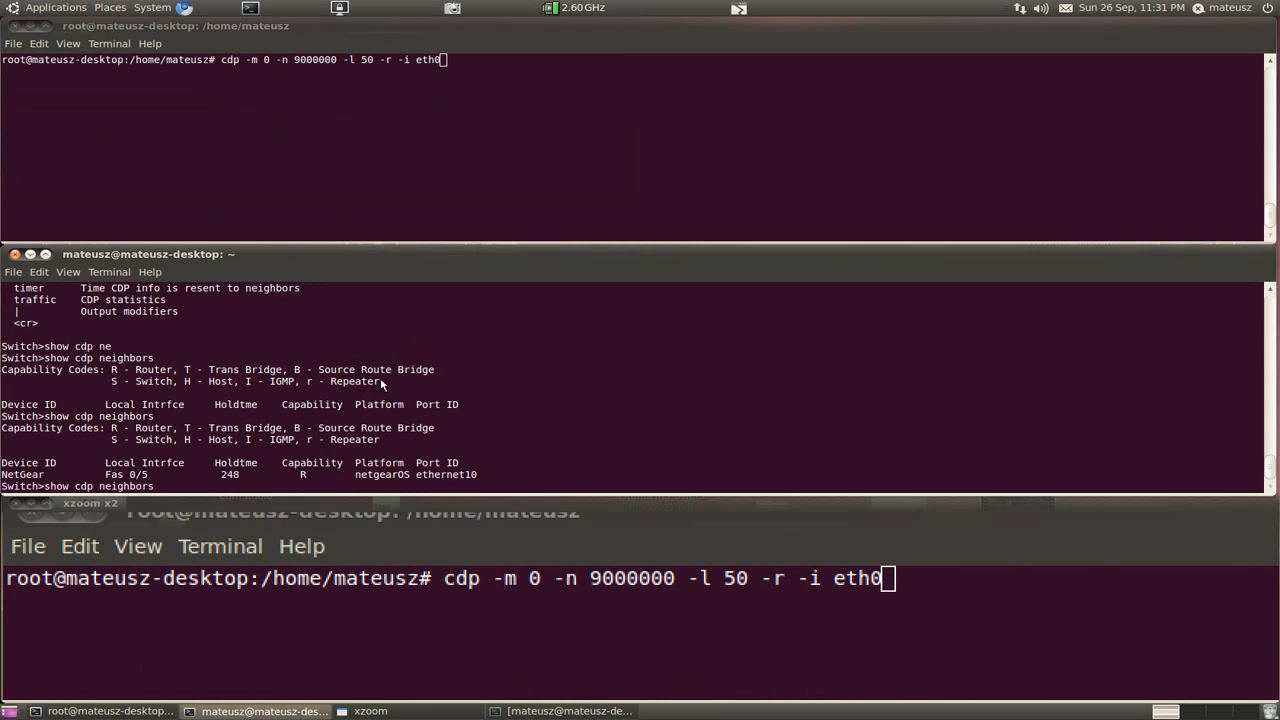 Applications Places System 2.60GHz Sun 26 Sep, 11:31 PM mateusz
root@mateusz-desktop: /home/mateusz
File Edit View Terminal Help
root@mateusz-desktop:/home/mateusz# cdp -m 0 -n 9000000 -l 50 -r -i eth0
mateusz@mateusz-desktop: ~
File Edit View Terminal Help
timer Time CDP info is resent to neighbors
traffic CDP statistics
| Output modifiers
<cr>
Switch>show cdp ne
Switch>show cdp neighbors
Capability Codes: R - Router, T - Trans Bridge, B - Source Route Bridge
S - Switch, H - Host, I - IGMP, r - Repeater
Device ID Local Intrfce Holdtme Capability Platform Port ID
Switch>show cdp neighbors
Capability Codes: R - Router, T - Trans Bridge, B - Source Route Bridge
S - Switch, H - Host, I - IGMP, r - Repeater
Device ID Local Intrfce Holdtme Capability Platform Port ID
NetGear Fas 0/5 248 R netgearOS ethernet10
Switch>show cdp neighbors
xzoom x2
root@mateusz-desktop: /home/mateusz
File Edit View Terminal Help
root@mateusz-desktop:/home/mateusz# cdp -m 0 -n 9000000 -l 50 -r -i eth0
root@mateusz-desktop... mateusz@mateusz-des... xzoom [mateusz@mateusz-de...